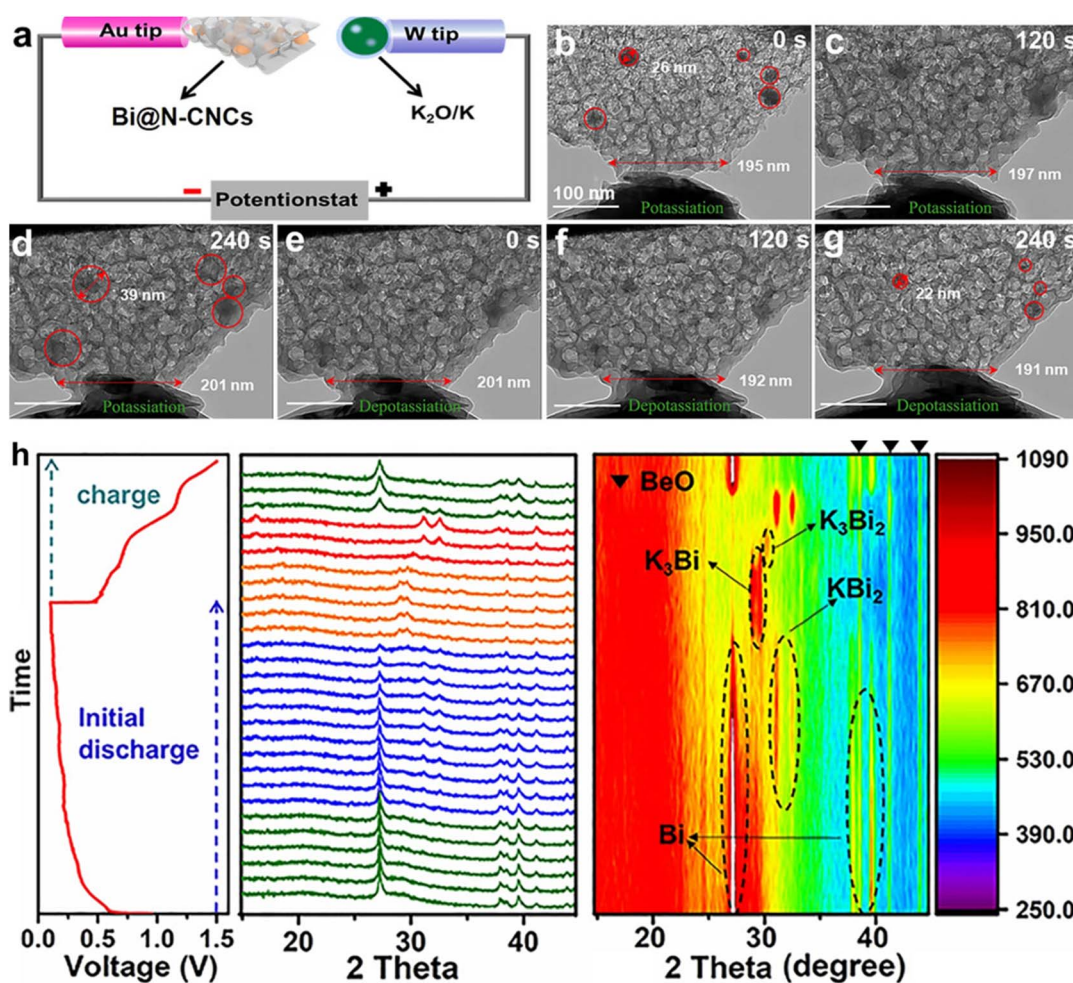 a
Au tip
W tip
Bi@N-CNCs
K₂O/K
Potentionstat
b
0 s
26 nm
195 nm
100 nm
Potassiation
c
120 s
197 nm
Potassiation
d
240 s
39 nm
201 nm
Potassiation
e
0 s
201 nm
Depotassiation
f
120 s
192 nm
Depotassiation
g
240 s
22 nm
191 nm
Depotassiation
h
charge
Initial
discharge
Time
0.0 0.5 1.0 1.5
Voltage (V)
20 30 40
2 Theta
BeO
K₃Bi₂
K₃Bi
KBi₂
Bi
20 30 40
2 Theta (degree)
1090
950.0
810.0
670.0
530.0
390.0
250.0